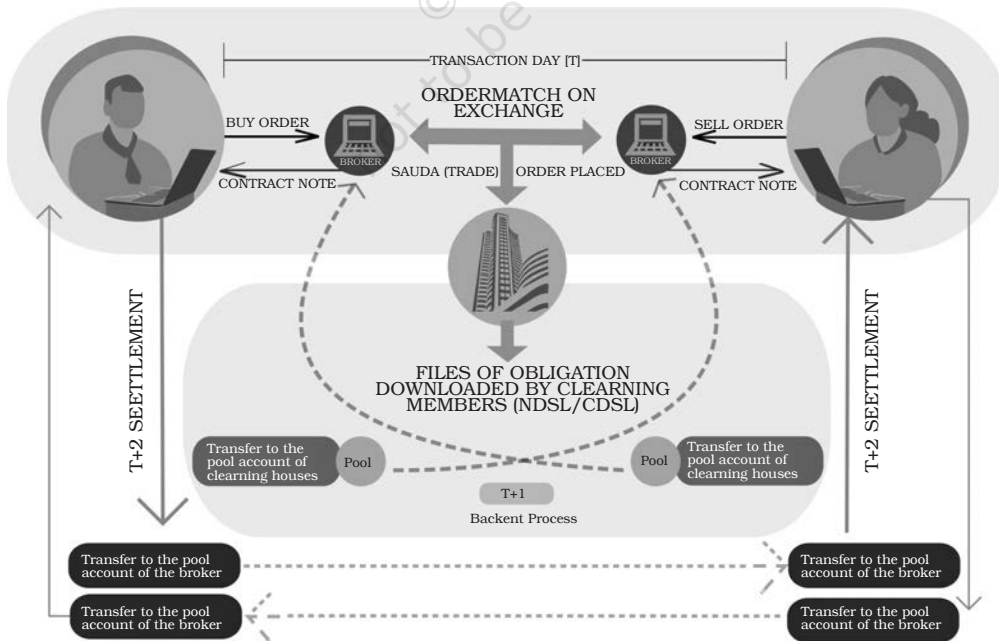 ©
not to be
TRANSACTION DAY [T]
ORDERMATCH ON
EXCHANGE
BUY ORDER
BROKER
BROKER
SELL ORDER
CONTRACT NOTE
SAUDA (TRADE)
ORDER PLACED
CONTRACT NOTE
T+2 SEETTLEMENT
T+2 SEETTLEMENT
FILES OF OBLIGATION
DOWNLOADED BY CLEARNING
MEMBERS (NDSL/CDSL)
Transfer to the
pool account of
clearning houses
Pool
Pool
Transfer to the
pool account of
clearning houses
T+1
Backent Process
Transfer to the pool
account of the broker
Transfer to the pool
account of the broker
Transfer to the pool
account of the broker
Transfer to the pool
account of the broker